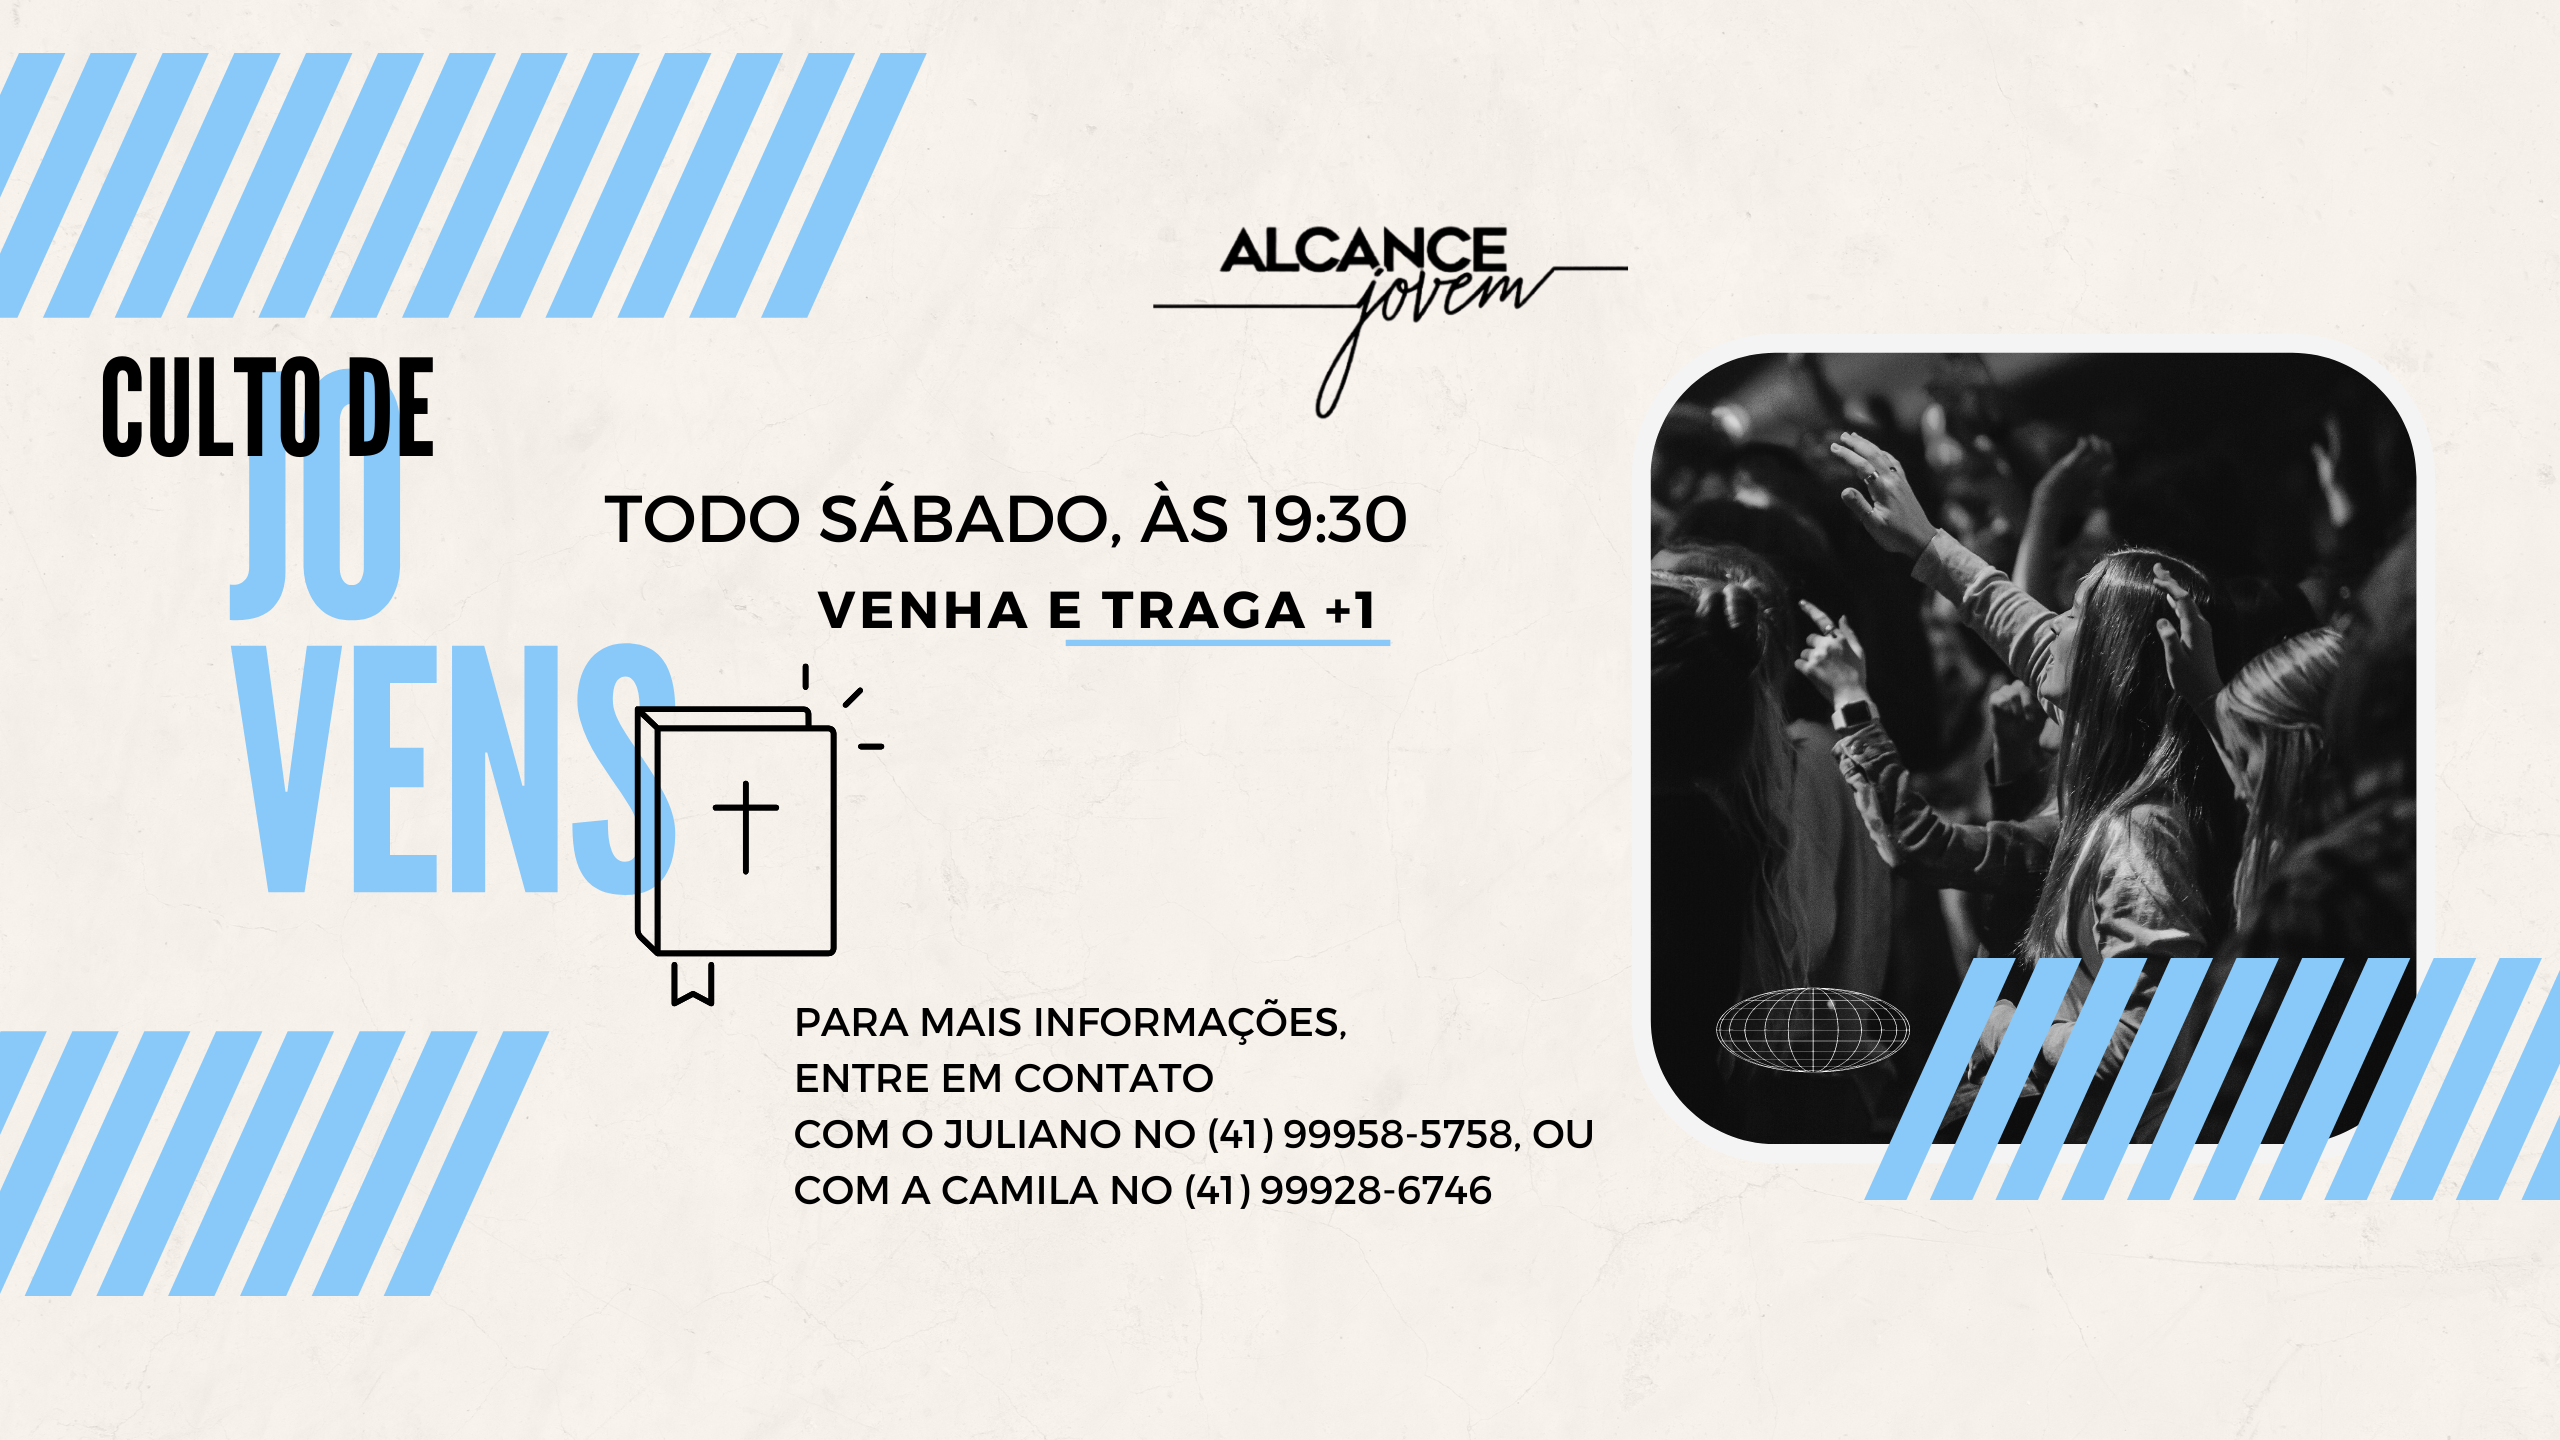 ALCANCE
jovem
CULTO DE
JO
VENS
TODO SÁBADO, ÀS 19:30
VENHA E TRAGA +1
PARA MAIS INFORMAÇÕES,
ENTRE EM CONTATO
COM O JULIANO NO (41) 99958-5758, OU
COM A CAMILA NO (41) 99928-6746